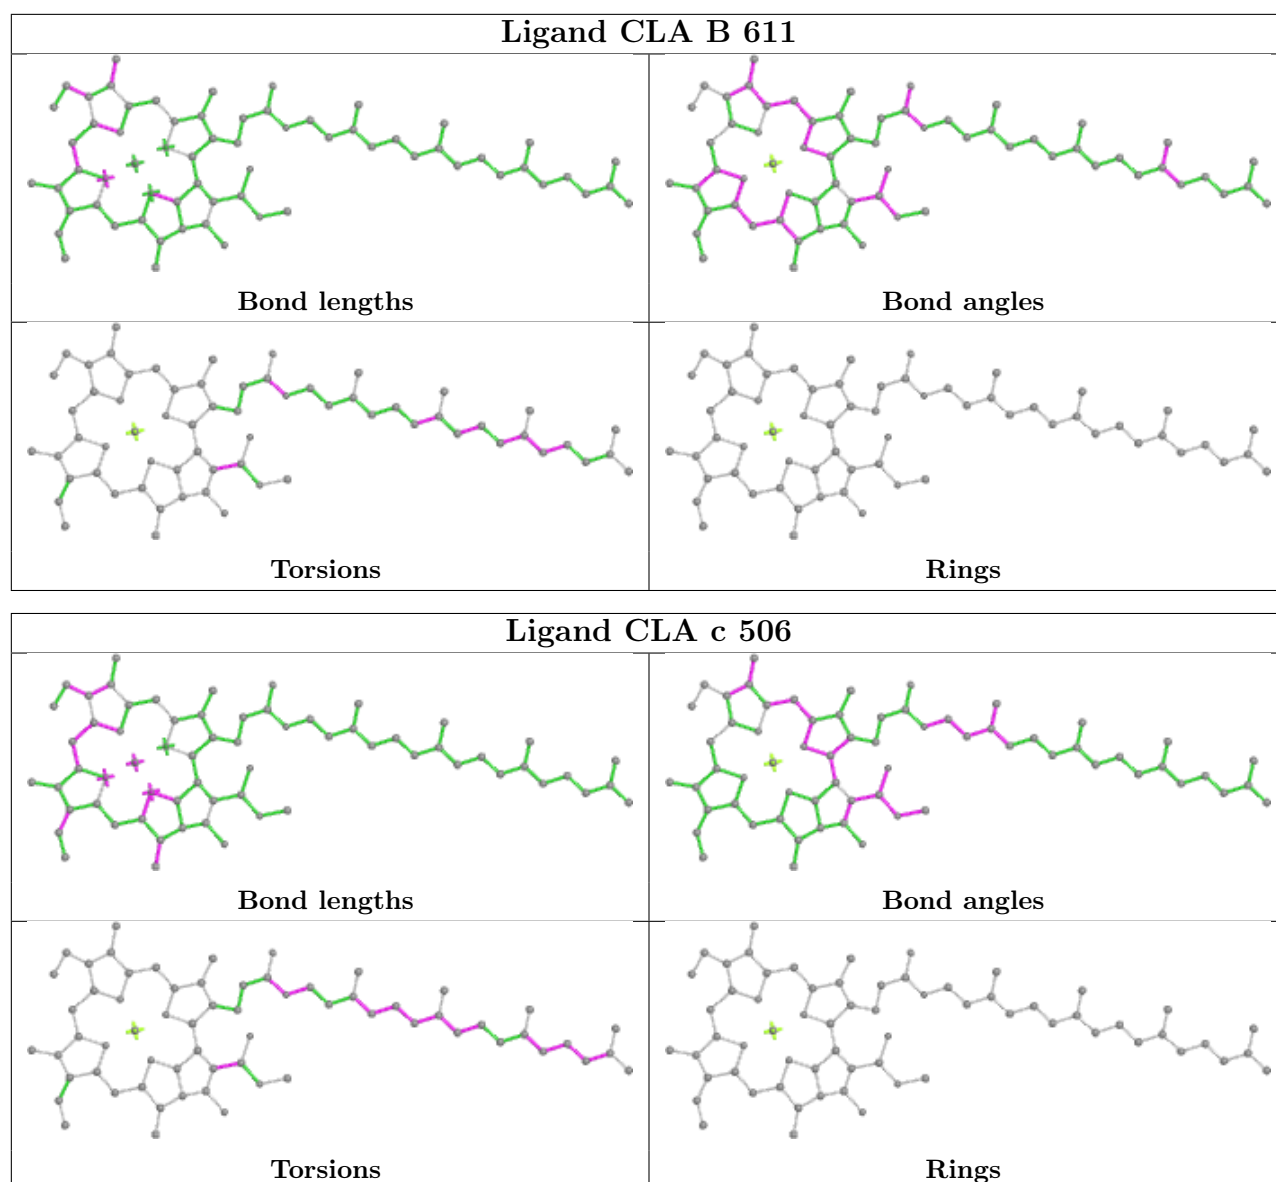 Ligand CLA B 611
Bond lengths
Bond angles
Torsions
Rings
Ligand CLA c 506
Bond lengths
Bond angles
Torsions
Rings